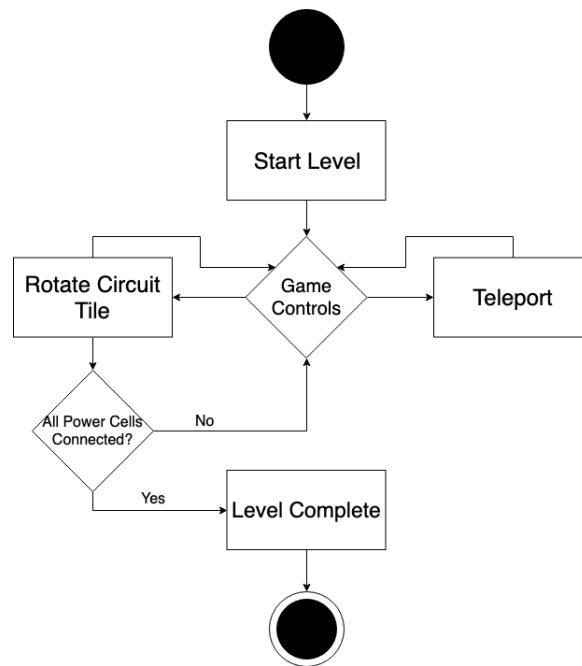 Start Level
Game
Controls
Rotate Circuit
Tile
Teleport
All Power Cells
Connected?
No
Yes
Level Complete